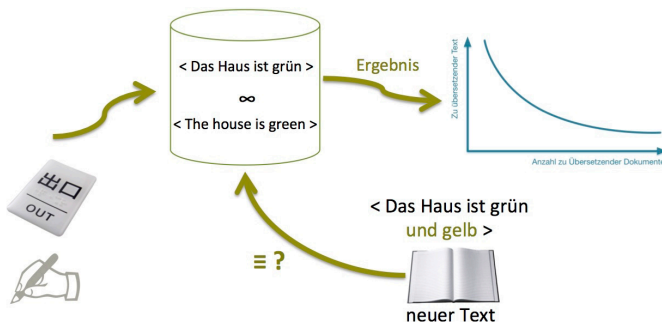 < Das Haus ist grün >
∞
< The house is green >
Ergebnis
Zu übersetzender Text
Anzahl zu Übersetzender Dokumente
出口
OUT
< Das Haus ist grün
und gelb >
≡ ?
neuer Text